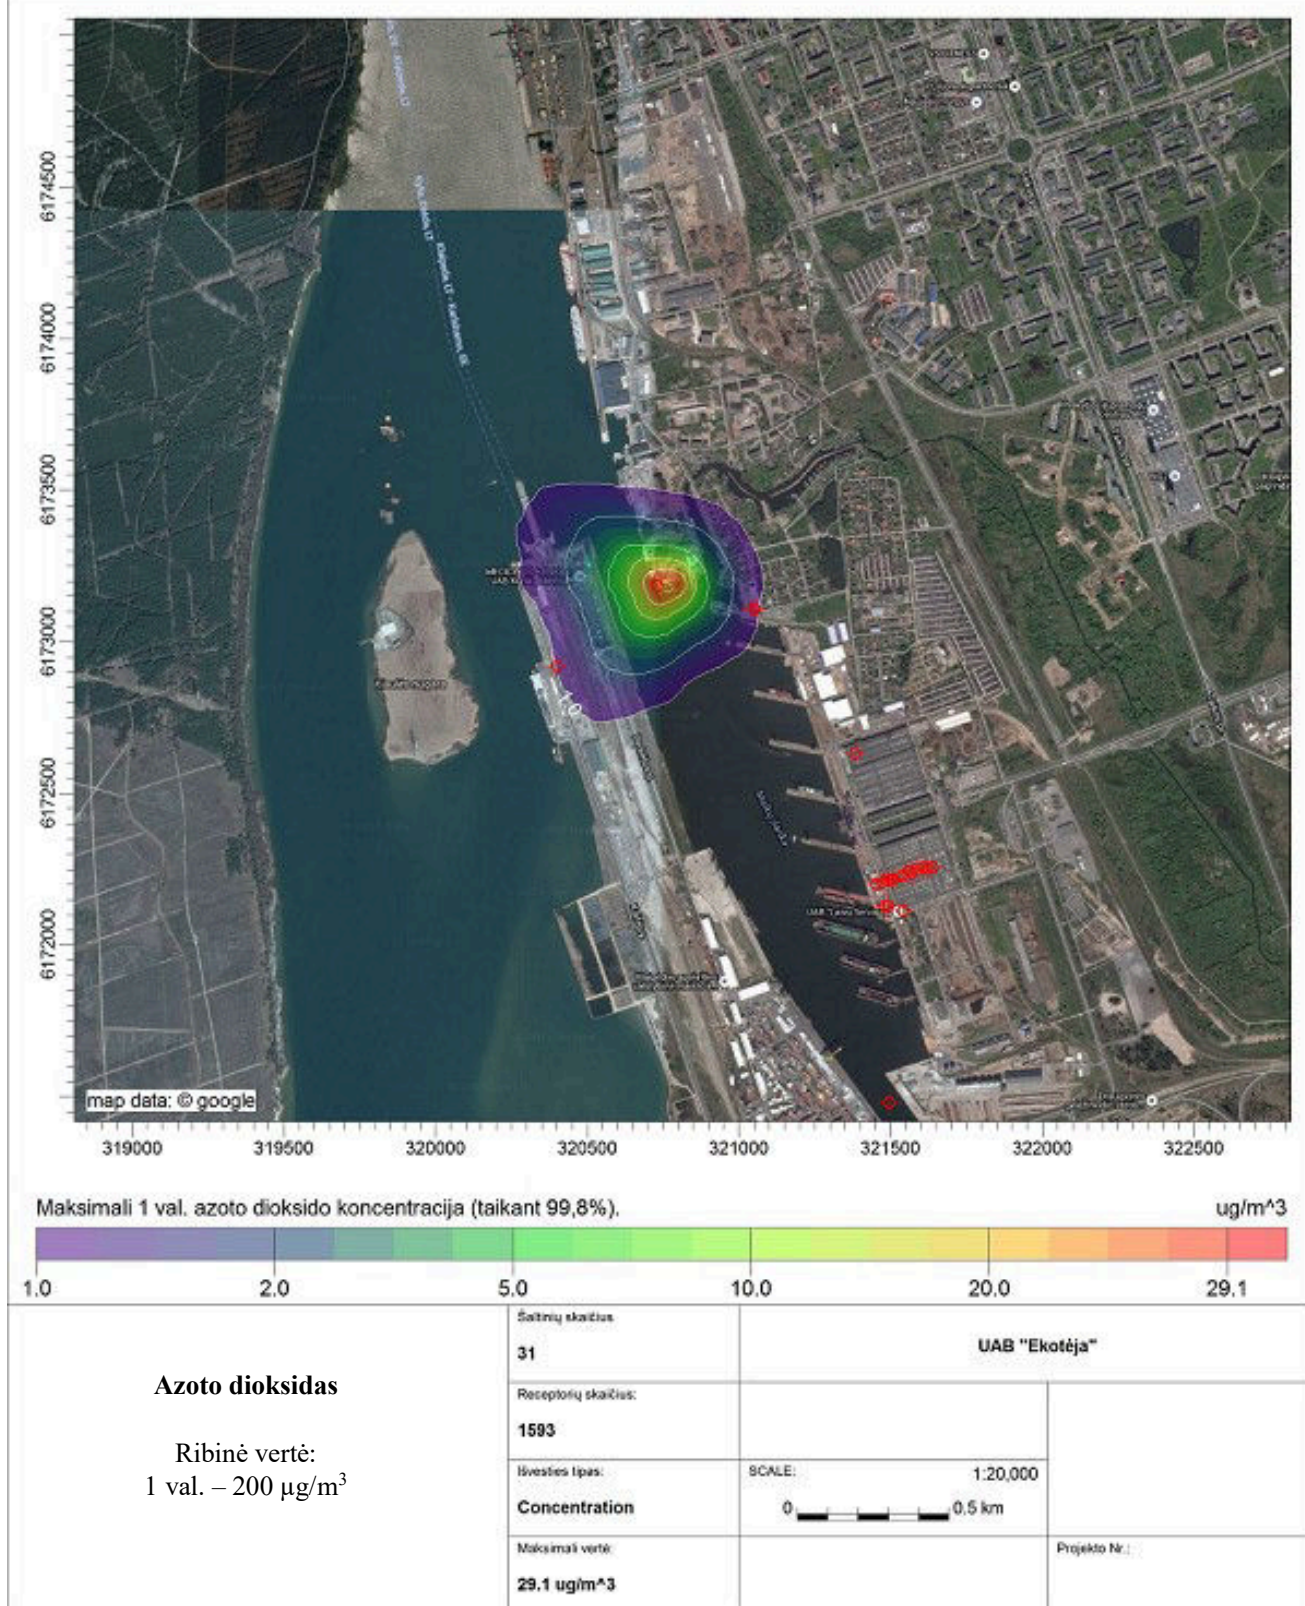 6174500
6174000
6173500
6173000
6172500
6172000
Kiaulės nugara
1.0
map data: © google
319000
319500
320000
320500
321000
321500
322000
322500
Maksimali 1 val. azoto dioksido koncentracija (taikant 99,8%).
ug/m^3
1.0
2.0
5.0
10.0
20.0
29.1
Azoto dioksidas
Ribinė vertė:
1 val. – 200 µg/m³
Šaltinių skaičius
31
UAB "Ekotėja"
Receptorių skaičius:
1593
Išvesties tipas:
Concentration
SCALE:
1:20,000
0
0.5 km
Maksimali vertė:
29.1 ug/m^3
Projekto Nr.: